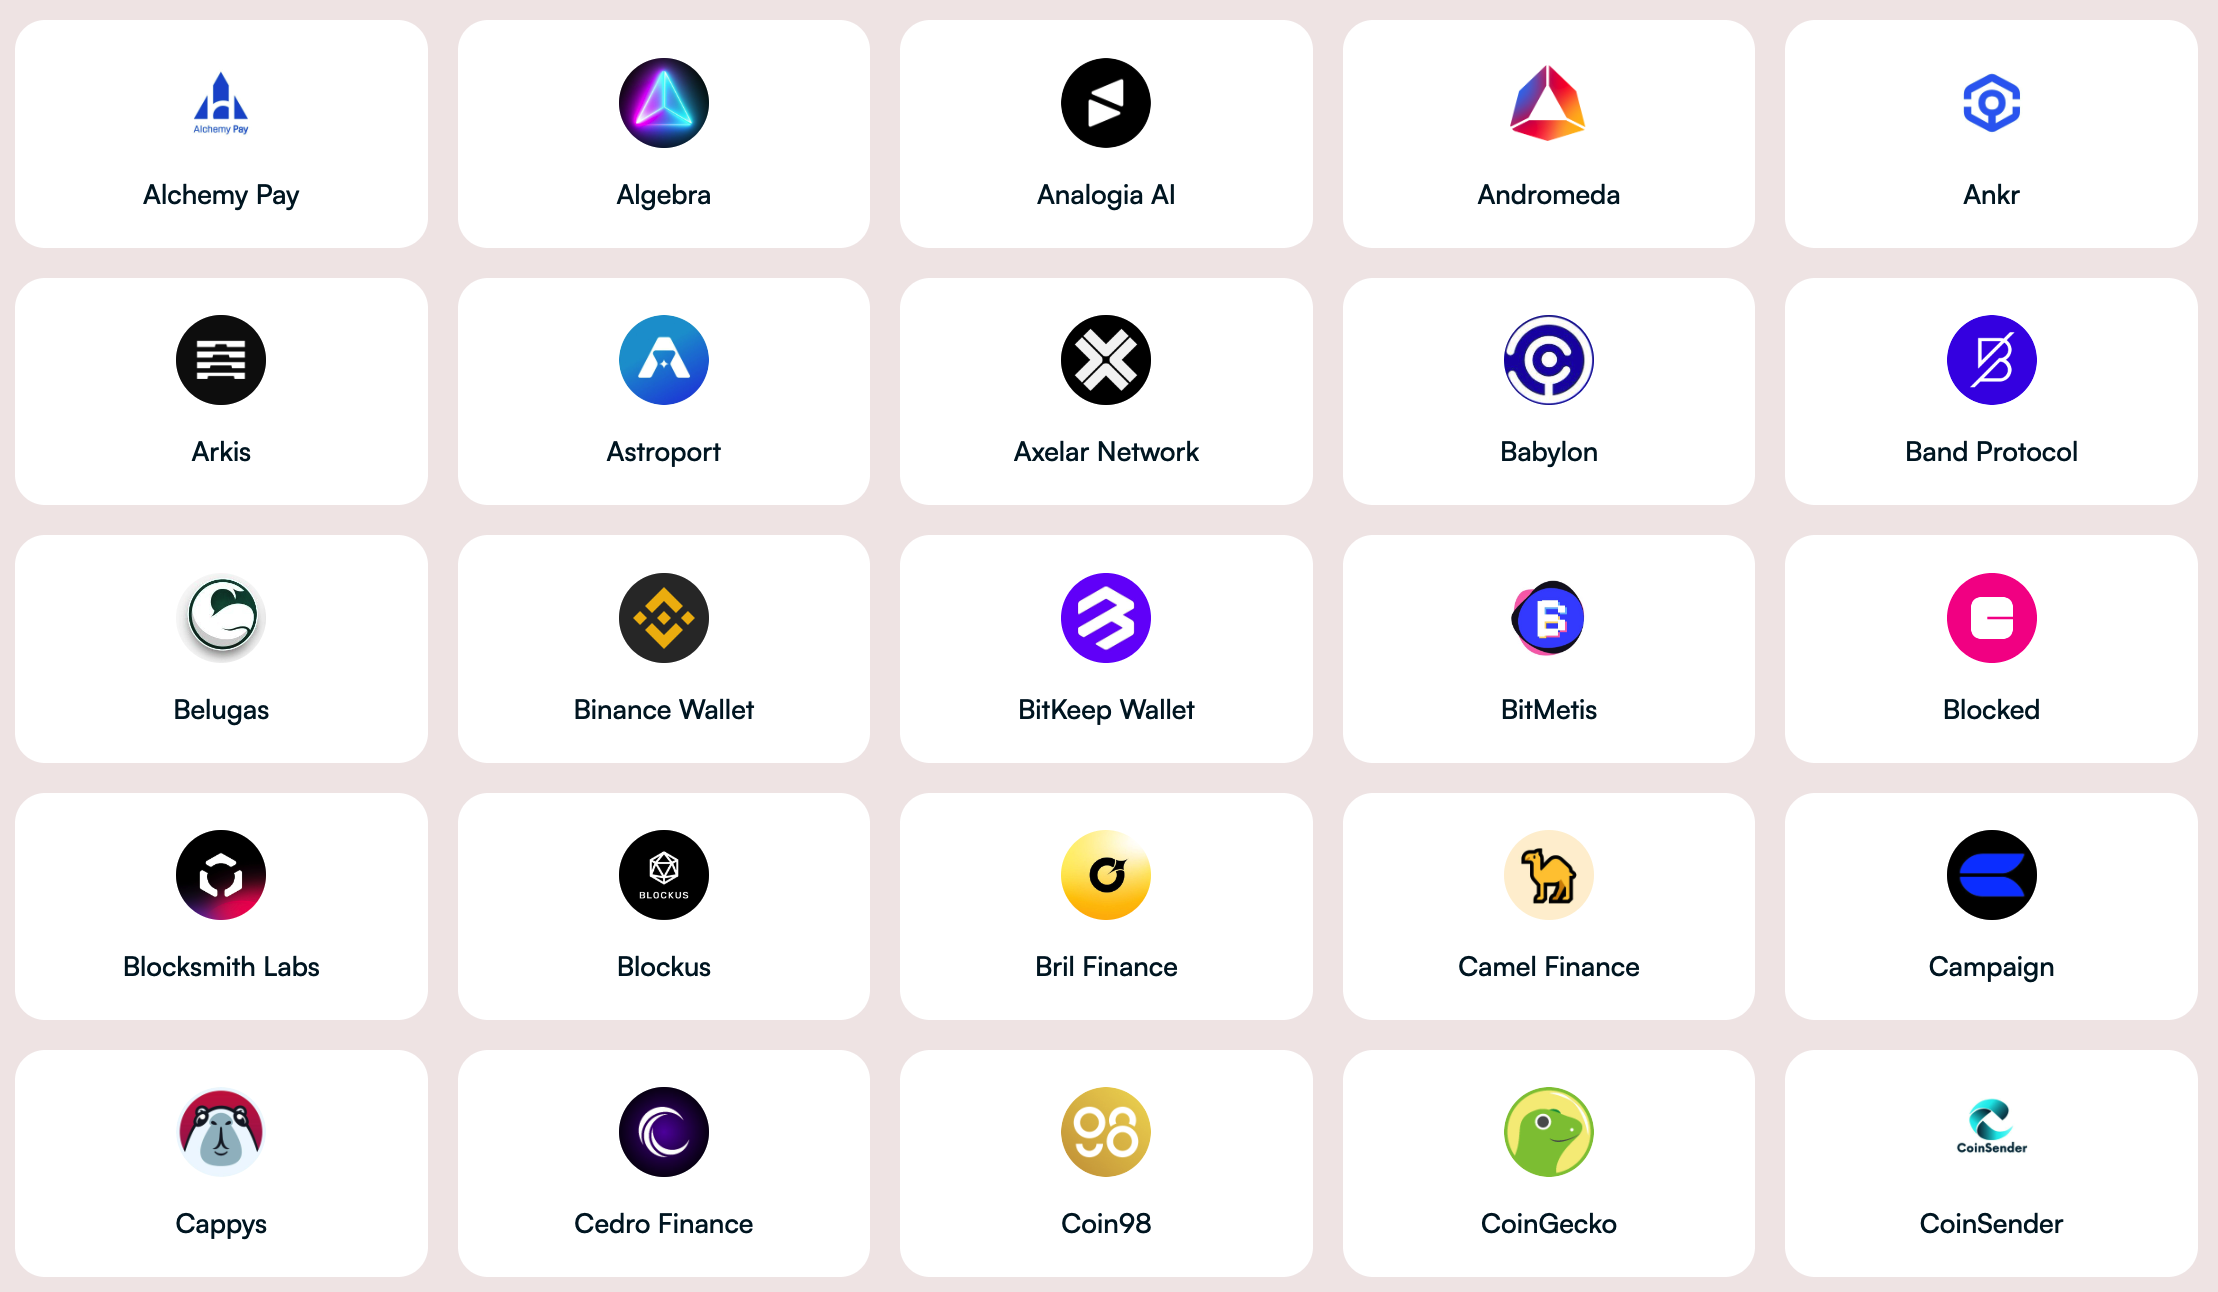 Alchemy Pay
Alchemy Pay
Algebra
Analogia AI
Andromeda
Ankr
Arkis
Astroport
Axelar Network
Babylon
Band Protocol
Belugas
Binance Wallet
BitKeep Wallet
BitMetis
Blocked
Blocksmith Labs
BLOCKUS
Blockus
Bril Finance
Camel Finance
Campaign
Cappys
Cedro Finance
98
Coin98
CoinGecko
CoinSender
CoinSender